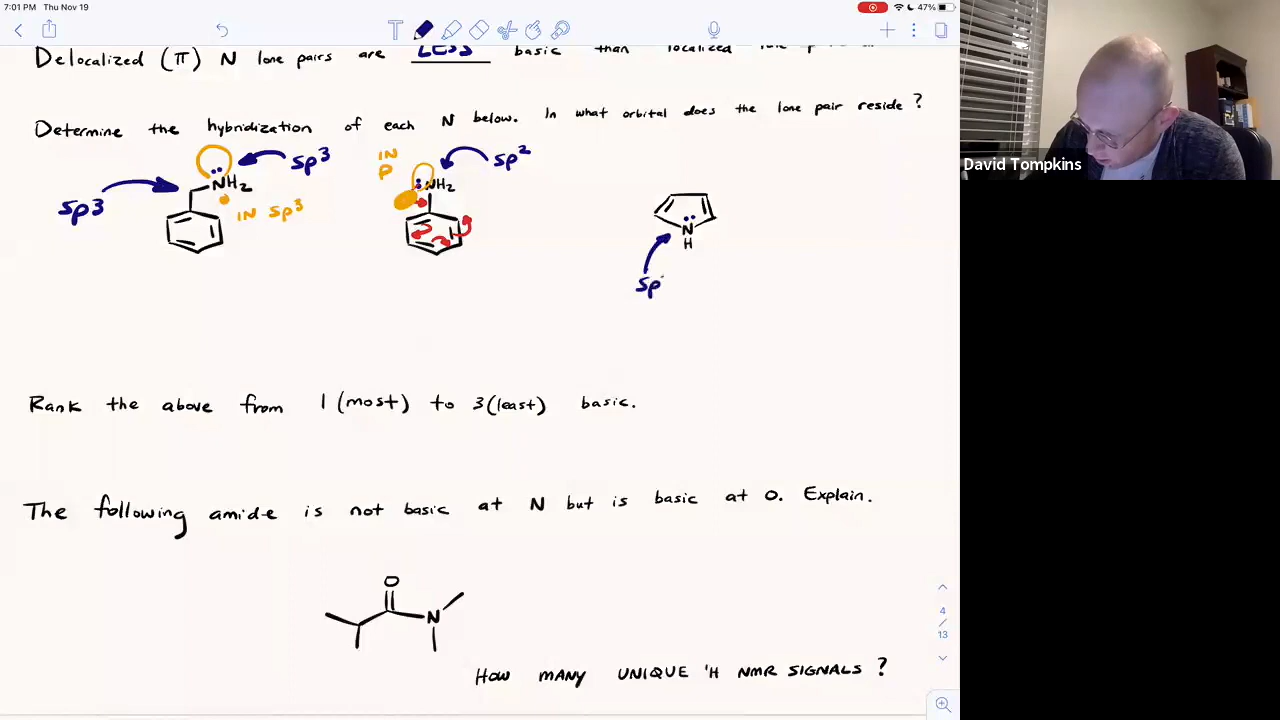 7:01 PM Thu Nov 19
47%
Delocalized (π) N lone pairs are LESS basic than localized
Determine the hybridization of each N below. In what orbital does the lone pair reside?
sp3
NH2
sp3
IN sp3
IN
P
NH2
sp2
N
H
sp
David Tompkins
Rank the above from 1 (most) to 3 (least) basic.
The following amide is not basic at N but is basic at O. Explain.
O
N
4
/
13
HOW MANY UNIQUE 'H NMR SIGNALS?